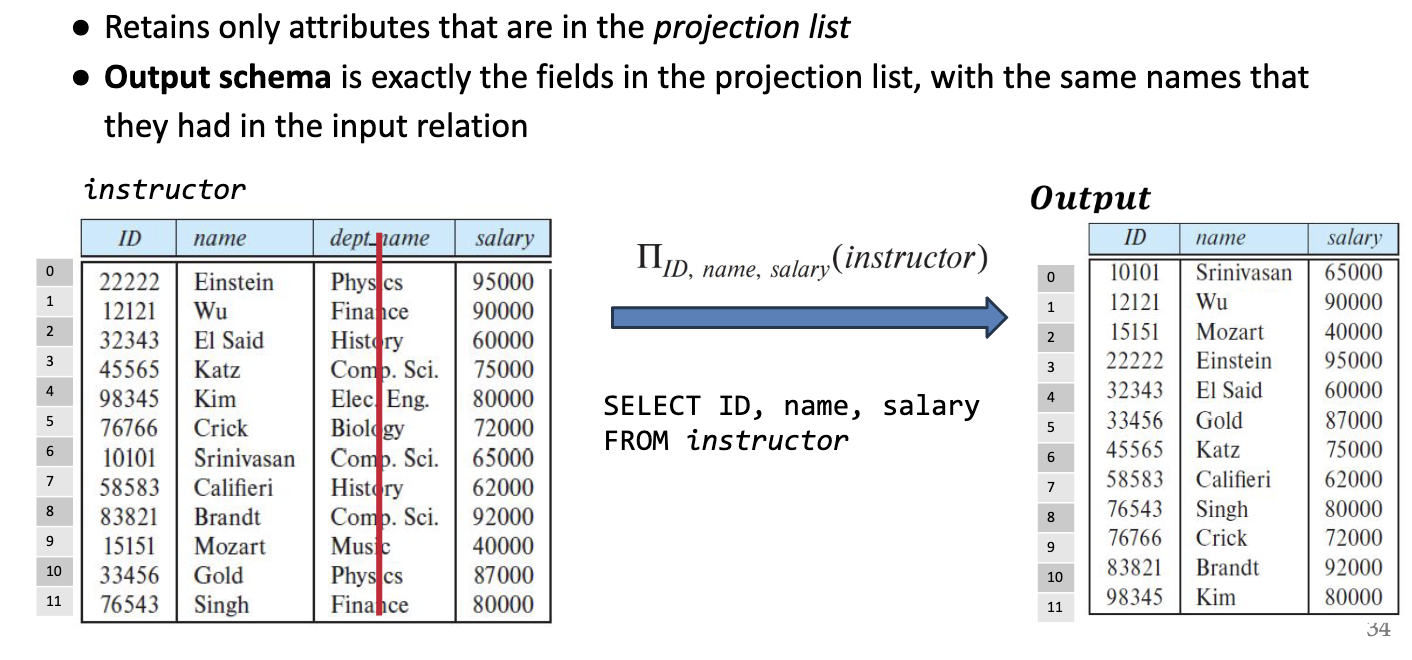 ● Retains only attributes that are in the projection list
● Output schema is exactly the fields in the projection list, with the same names that
they had in the input relation
instructor
ID name dept_name salary
0 22222 Einstein Physics 95000
1 12121 Wu Finance 90000
2 32343 El Said History 60000
3 45565 Katz Comp. Sci. 75000
4 98345 Kim Elec. Eng. 80000
5 76766 Crick Biology 72000
6 10101 Srinivasan Comp. Sci. 65000
7 58583 Califieri History 62000
8 83821 Brandt Comp. Sci. 92000
9 15151 Mozart Music 40000
10 33456 Gold Physics 87000
11 76543 Singh Finance 80000
Π ID, name, salary (instructor)
SELECT ID, name, salary
FROM instructor
Output
ID name salary
0 10101 Srinivasan 65000
1 12121 Wu 90000
2 15151 Mozart 40000
3 22222 Einstein 95000
4 32343 El Said 60000
5 33456 Gold 87000
6 45565 Katz 75000
7 58583 Califieri 62000
8 76543 Singh 80000
9 76766 Crick 72000
10 83821 Brandt 92000
11 98345 Kim 80000
34